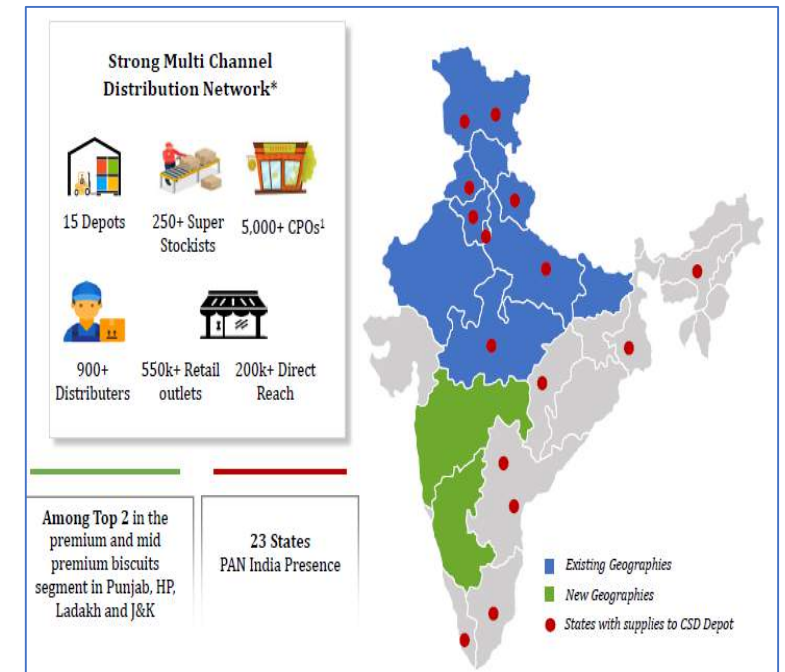 Strong Multi Channel
Distribution Network*
15 Depots
250+ Super
Stockists
5,000+ CPOs¹
900+
Distributers
550k+ Retail
outlets
200k+ Direct
Reach
Among Top 2 in the
premium and mid
premium biscuits
segment in Punjab, HP,
Ladakh and J&K
23 States
PAN India Presence
Existing Geographies
New Geographies
States with supplies to CSD Depot